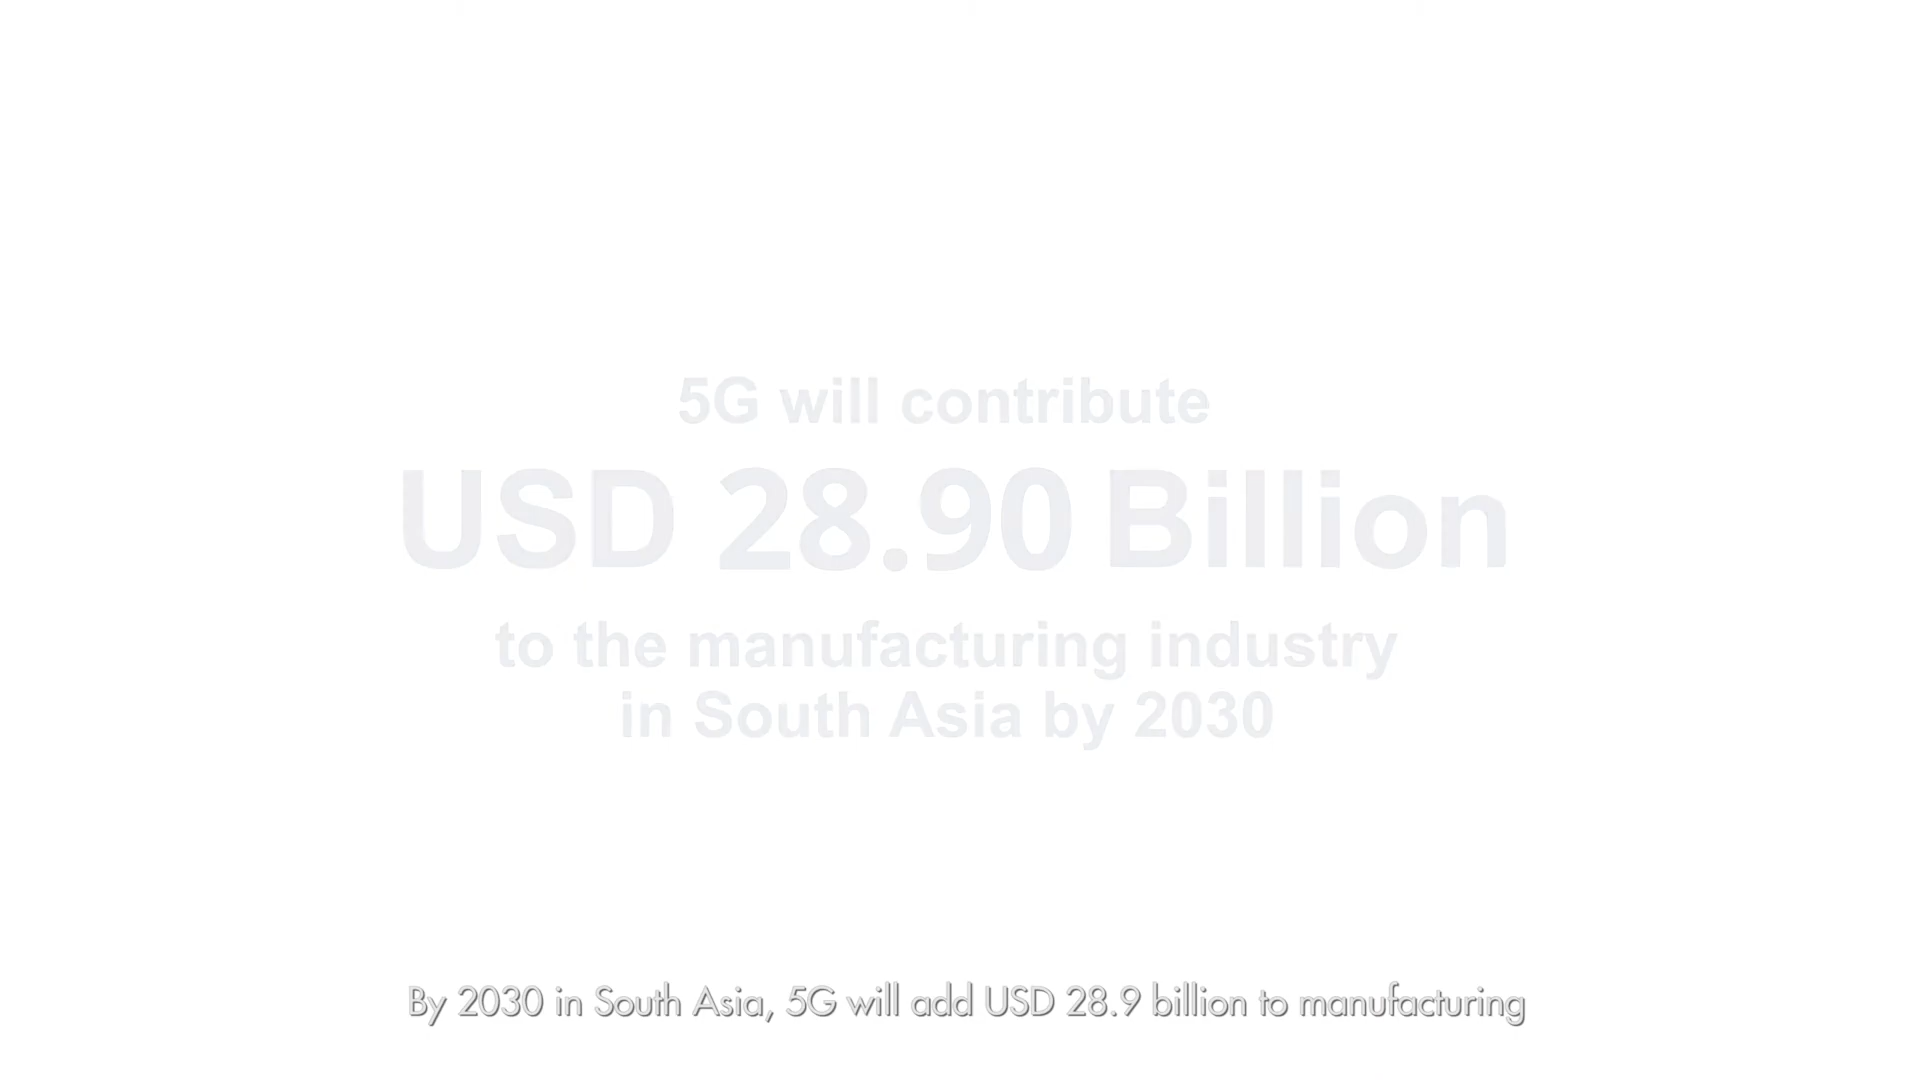 5G will contribute
USD 28.90 Billion
to the manufacturing industry
in South Asia by 2030
By 2030 in South Asia, 5G will add USD 28.9 billion to manufacturing